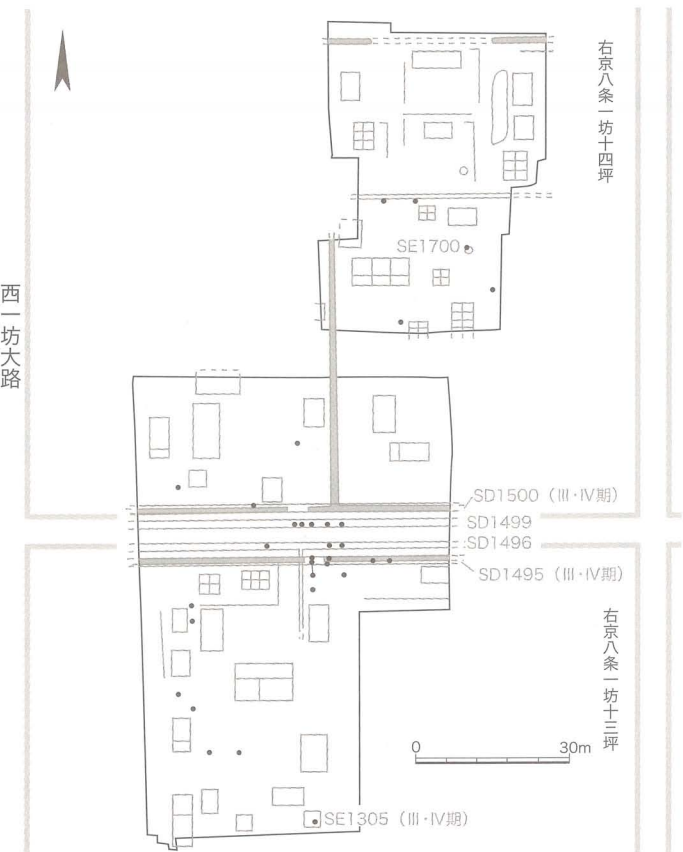 右京八条一坊十四坪
SE1700
西一坊大路
SD1500（Ⅲ・Ⅳ期）
SD1499
SD1496
SD1495（Ⅲ・Ⅳ期）
右京八条一坊十三坪
0 30m
SE1305（Ⅲ・Ⅳ期）